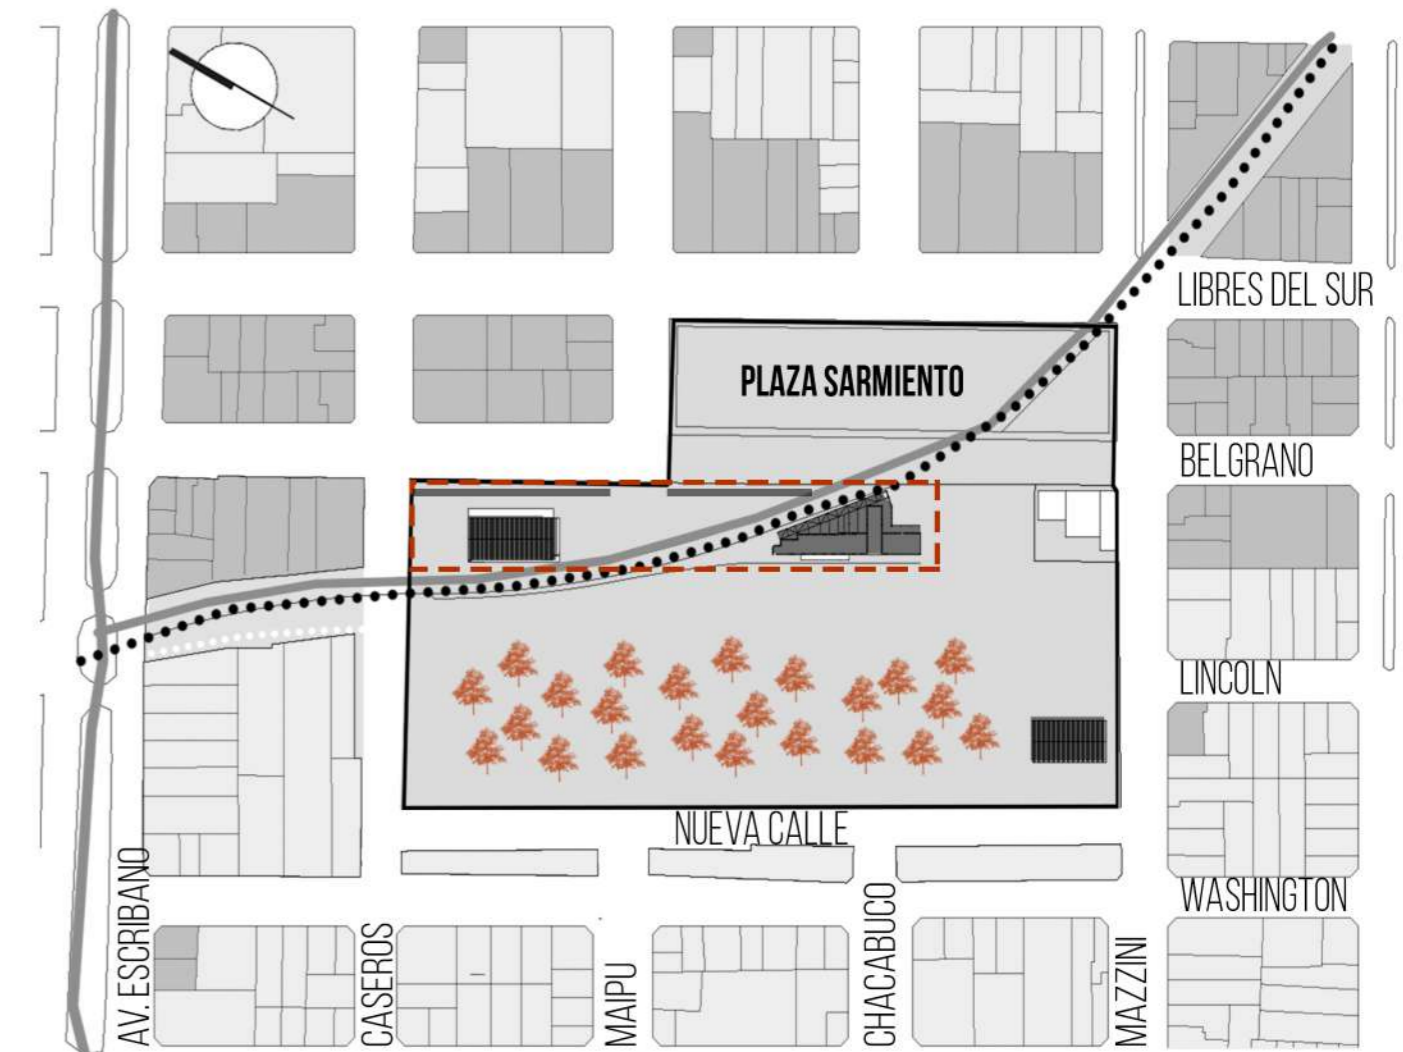 LIBRES DEL SUR
PLAZA SARMIENTO
BELGRANO
LINCOLN
NUEVA CALLE
WASHINGTON
AV. ESCRIBANO
CASEROS
MAIPU
CHACABUCO
MAZZINI